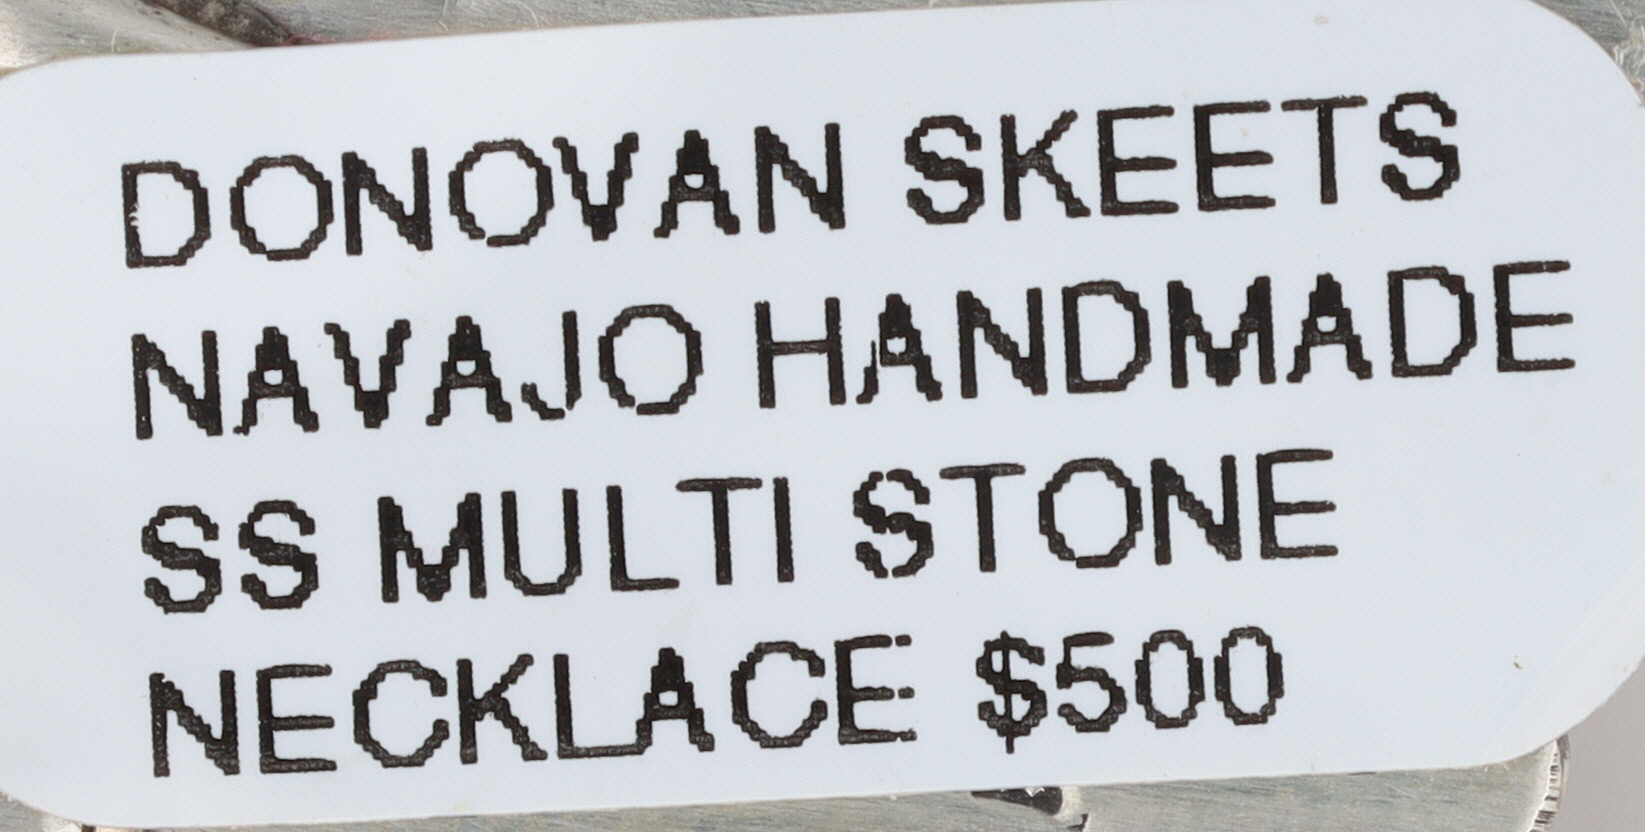 DONOVAN SKEETS
NAVAJO HANDMADE
SS MULTI STONE
NECKLACE $500